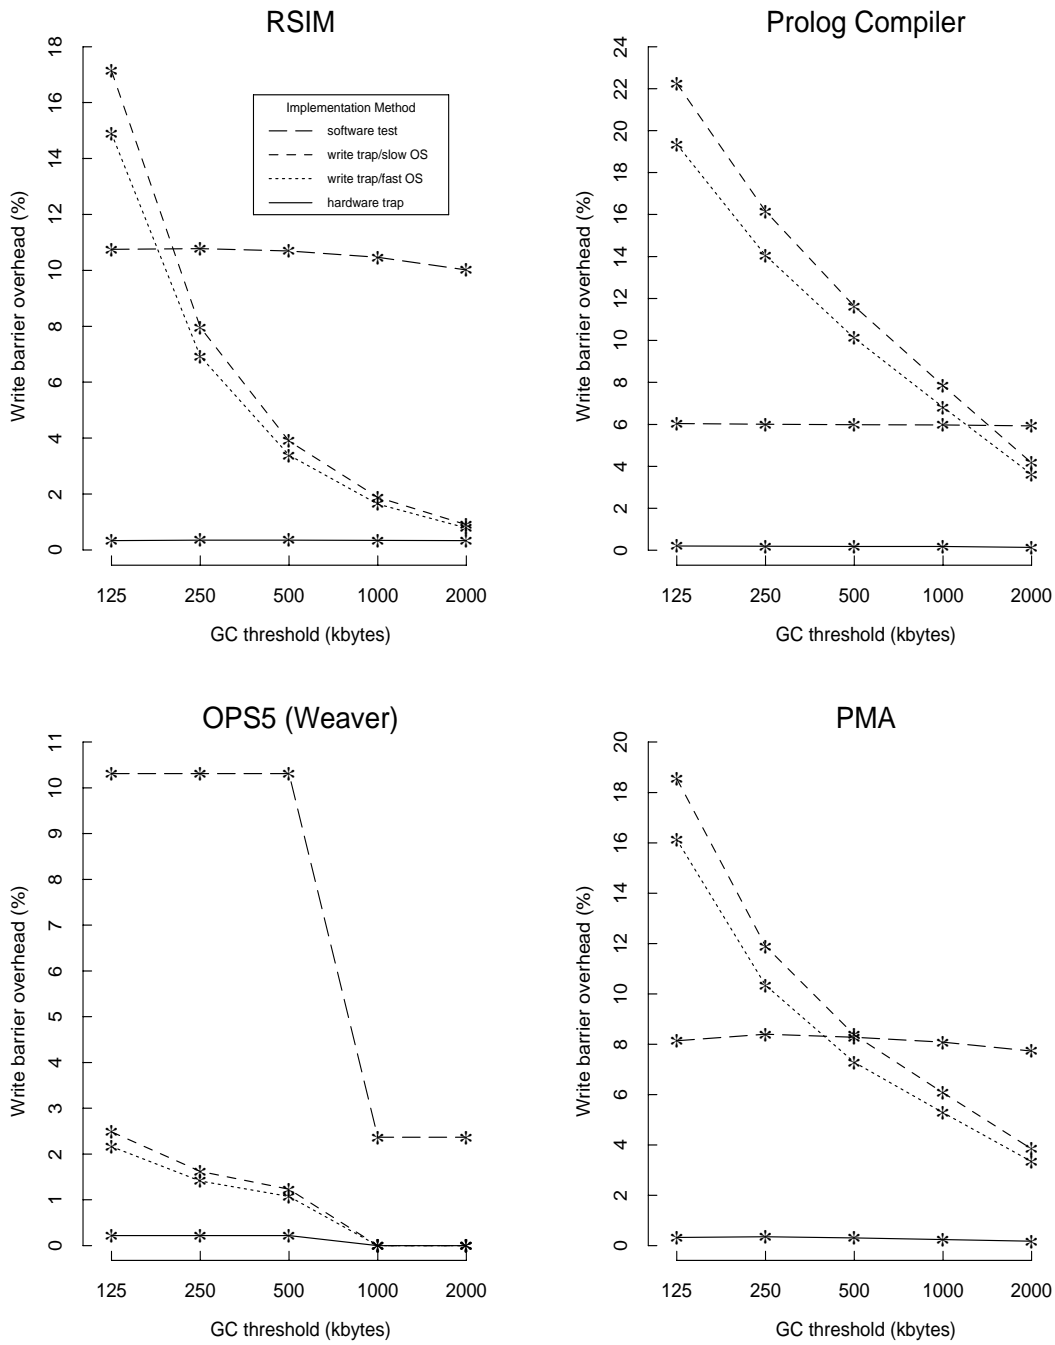 RSIM
Write barrier overhead (%)
18
16
14
12
10
8
6
4
2
0
Implementation Method
software test
write trap/slow OS
write trap/fast OS
hardware trap
125 250 500 1000 2000
GC threshold (kbytes)
Prolog Compiler
Write barrier overhead (%)
24
22
20
18
16
14
12
10
8
6
4
2
0
125 250 500 1000 2000
GC threshold (kbytes)
OPS5 (Weaver)
Write barrier overhead (%)
11
10
9
8
7
6
5
4
3
2
1
0
125 250 500 1000 2000
GC threshold (kbytes)
PMA
Write barrier overhead (%)
20
18
16
14
12
10
8
6
4
2
0
125 250 500 1000 2000
GC threshold (kbytes)